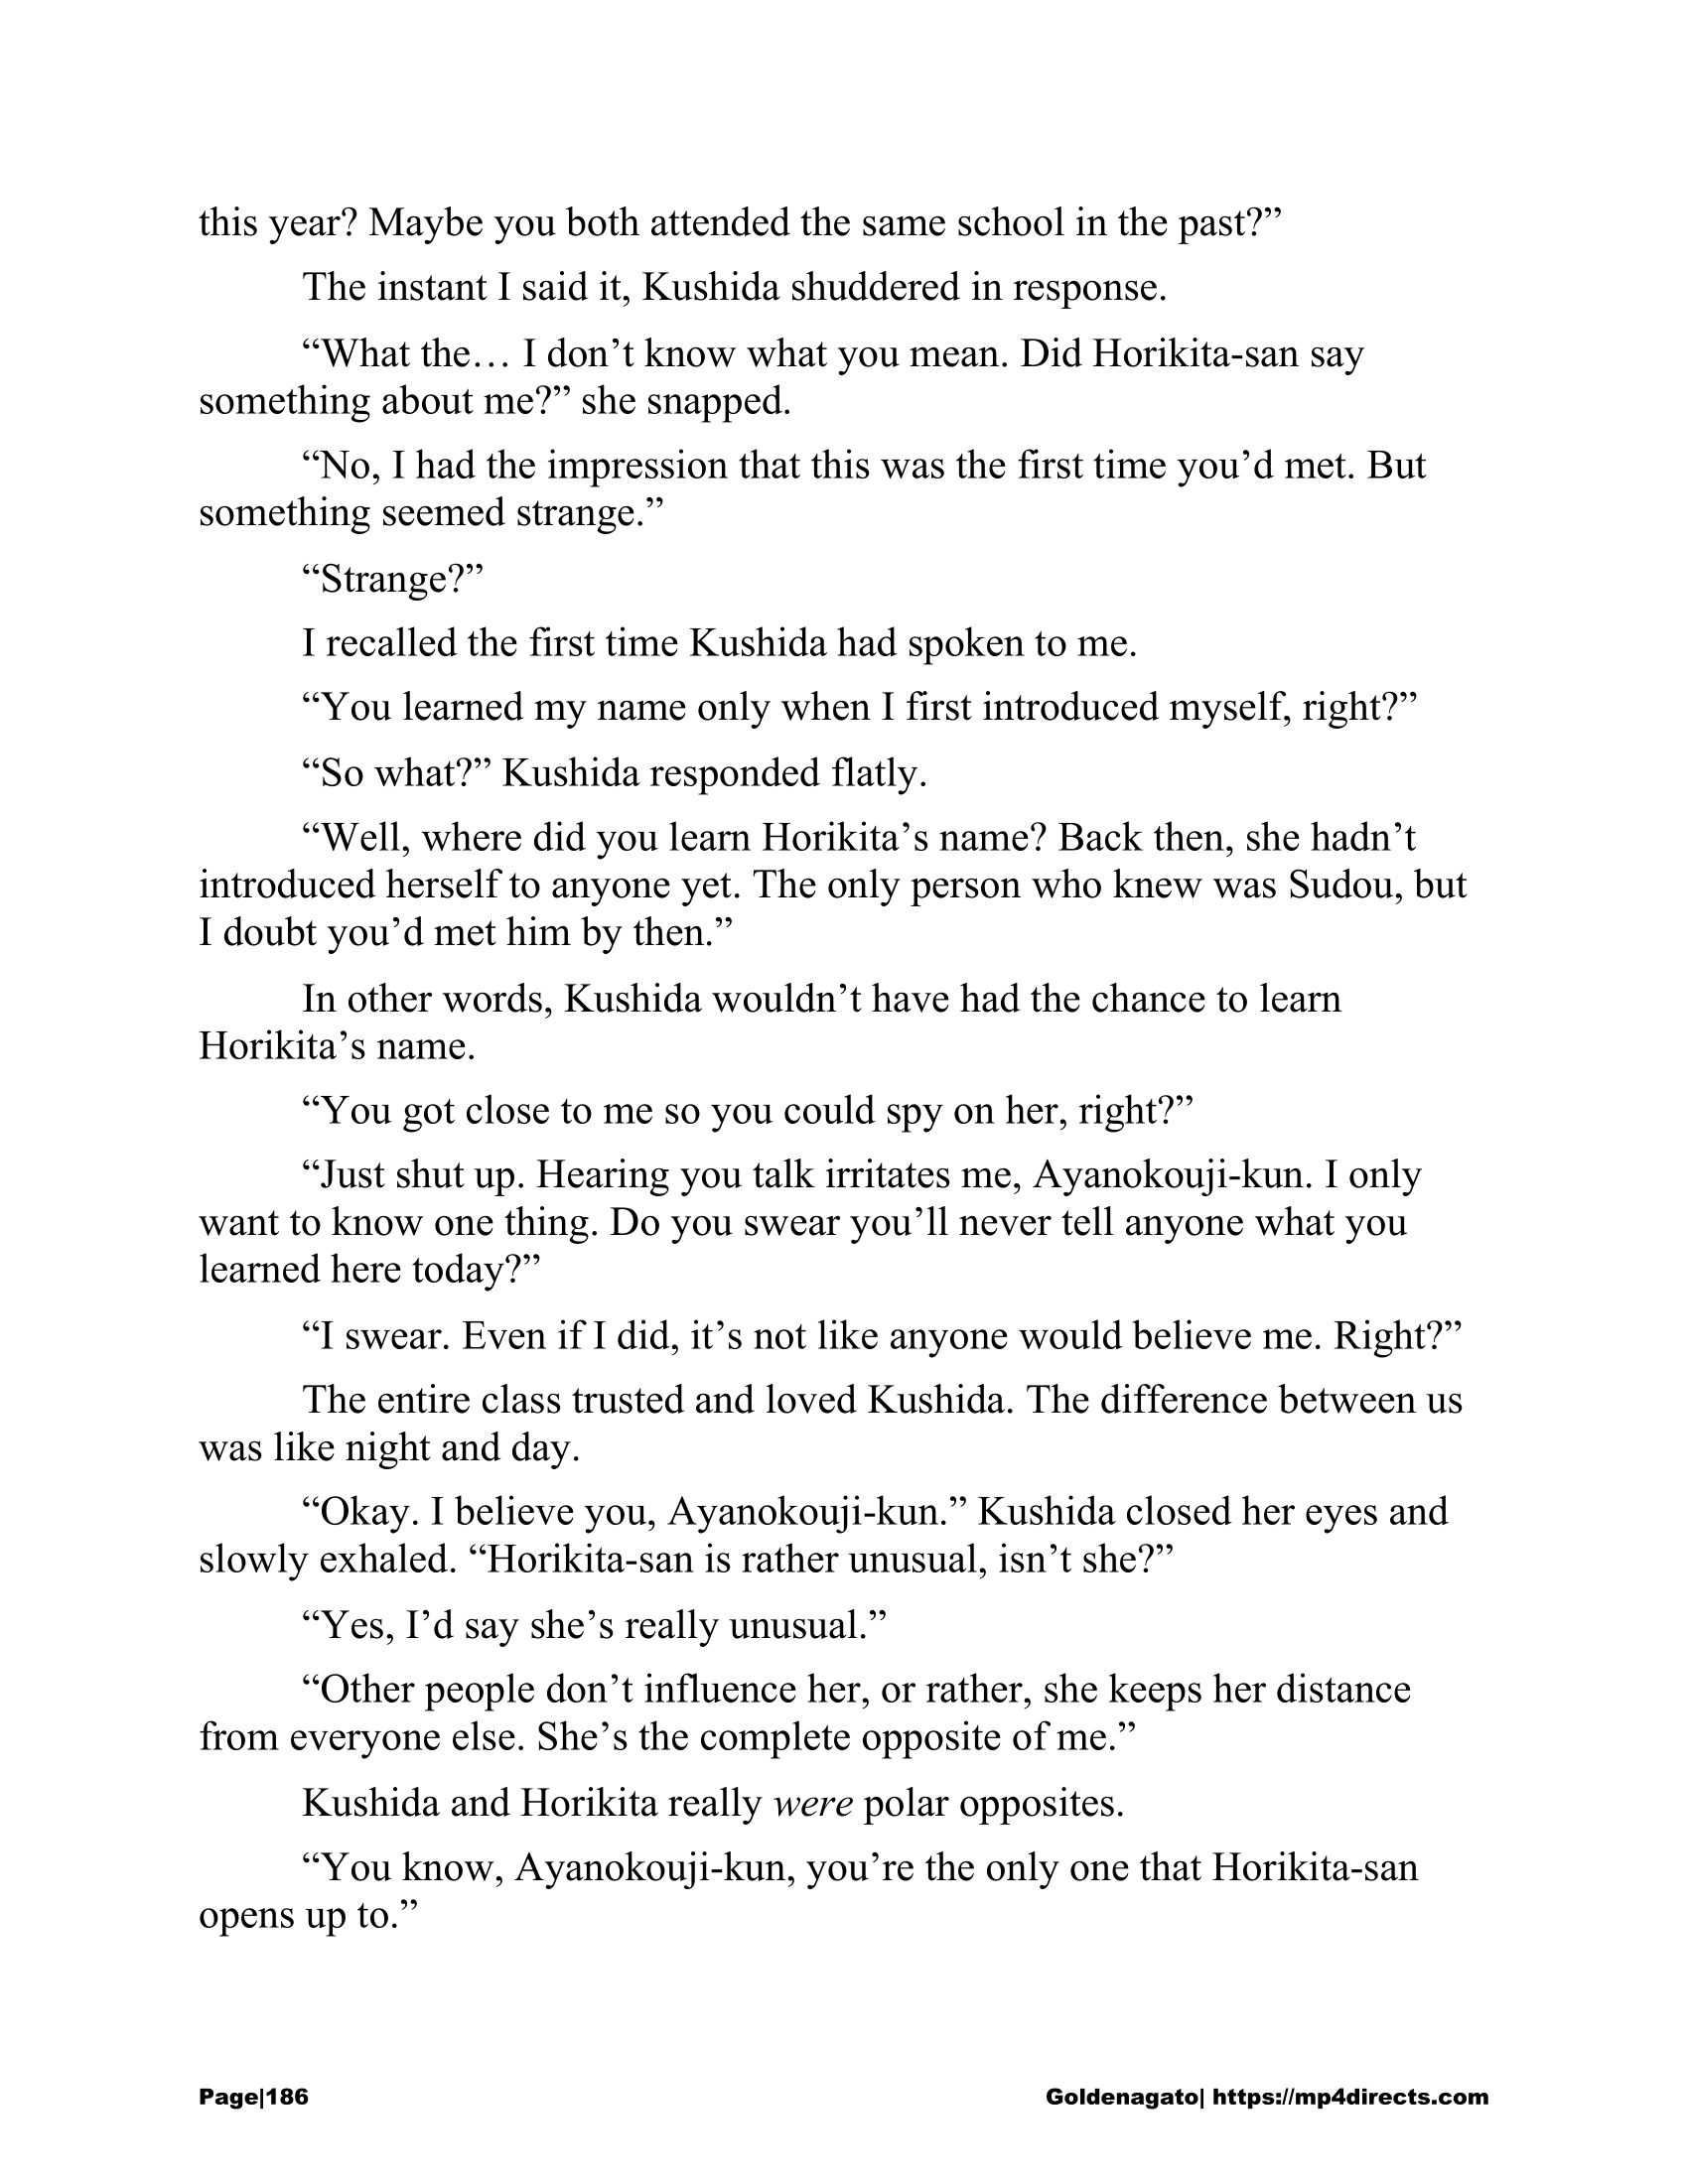 this year? Maybe you both attended the same school in the past?”
The instant I said it, Kushida shuddered in response.
“What the… I don’t know what you mean. Did Horikita-san say
something about me?” she snapped.
“No, I had the impression that this was the first time you’d met. But
something seemed strange.”
“Strange?”
I recalled the first time Kushida had spoken to me.
“You learned my name only when I first introduced myself, right?”
“So what?” Kushida responded flatly.
“Well, where did you learn Horikita’s name? Back then, she hadn’t
introduced herself to anyone yet. The only person who knew was Sudou, but
I doubt you’d met him by then.”
In other words, Kushida wouldn’t have had the chance to learn
Horikita’s name.
“You got close to me so you could spy on her, right?”
“Just shut up. Hearing you talk irritates me, Ayanokouji-kun. I only
want to know one thing. Do you swear you’ll never tell anyone what you
learned here today?”
“I swear. Even if I did, it’s not like anyone would believe me. Right?”
The entire class trusted and loved Kushida. The difference between us
was like night and day.
“Okay. I believe you, Ayanokouji-kun.” Kushida closed her eyes and
slowly exhaled. “Horikita-san is rather unusual, isn’t she?”
“Yes, I’d say she’s really unusual.”
“Other people don’t influence her, or rather, she keeps her distance
from everyone else. She’s the complete opposite of me.”
Kushida and Horikita really were polar opposites.
“You know, Ayanokouji-kun, you’re the only one that Horikita-san
opens up to.”
Page|186 Goldenagato| https://mp4directs.com